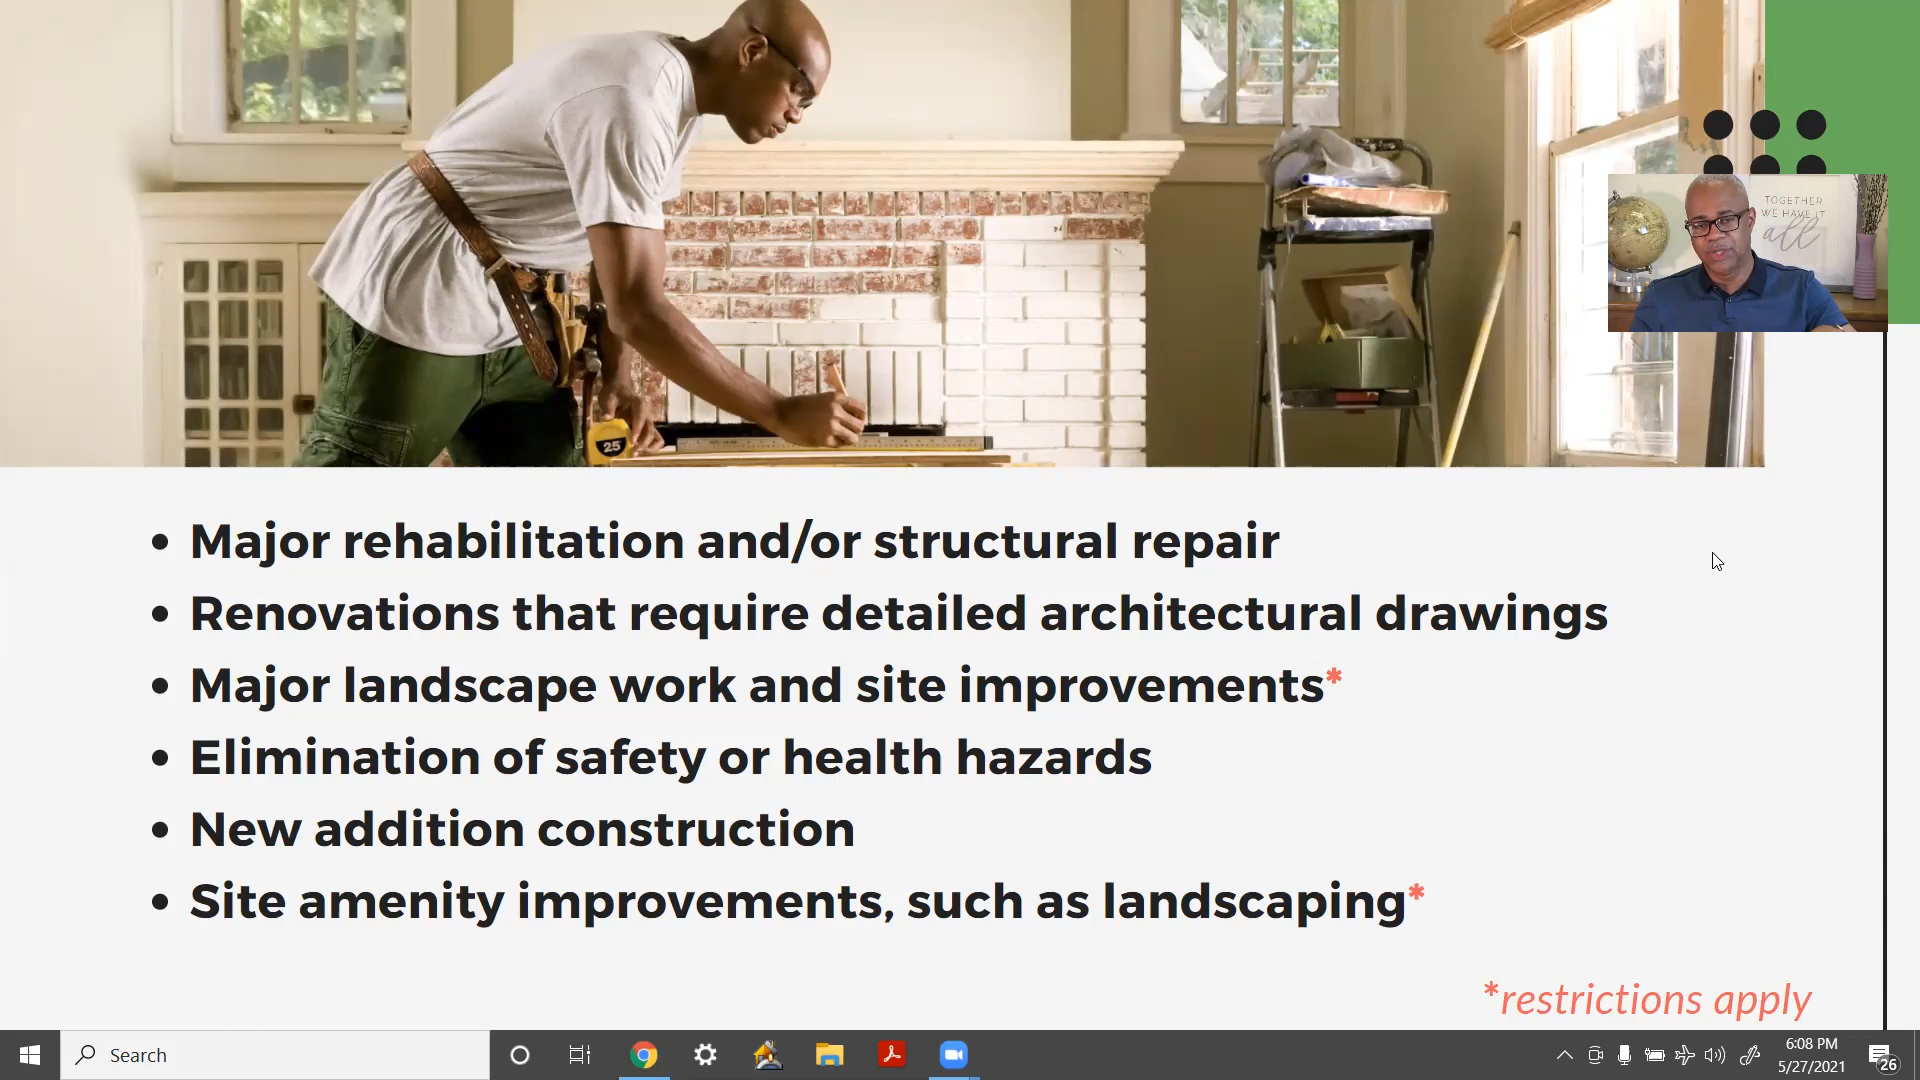 TOGETHER
WE HAVE IT
all
25
• Major rehabilitation and/or structural repair
• Renovations that require detailed architectural drawings
• Major landscape work and site improvements*
• Elimination of safety or health hazards
• New addition construction
• Site amenity improvements, such as landscaping*
*restrictions apply
Search
6:08 PM
5/27/2021
26